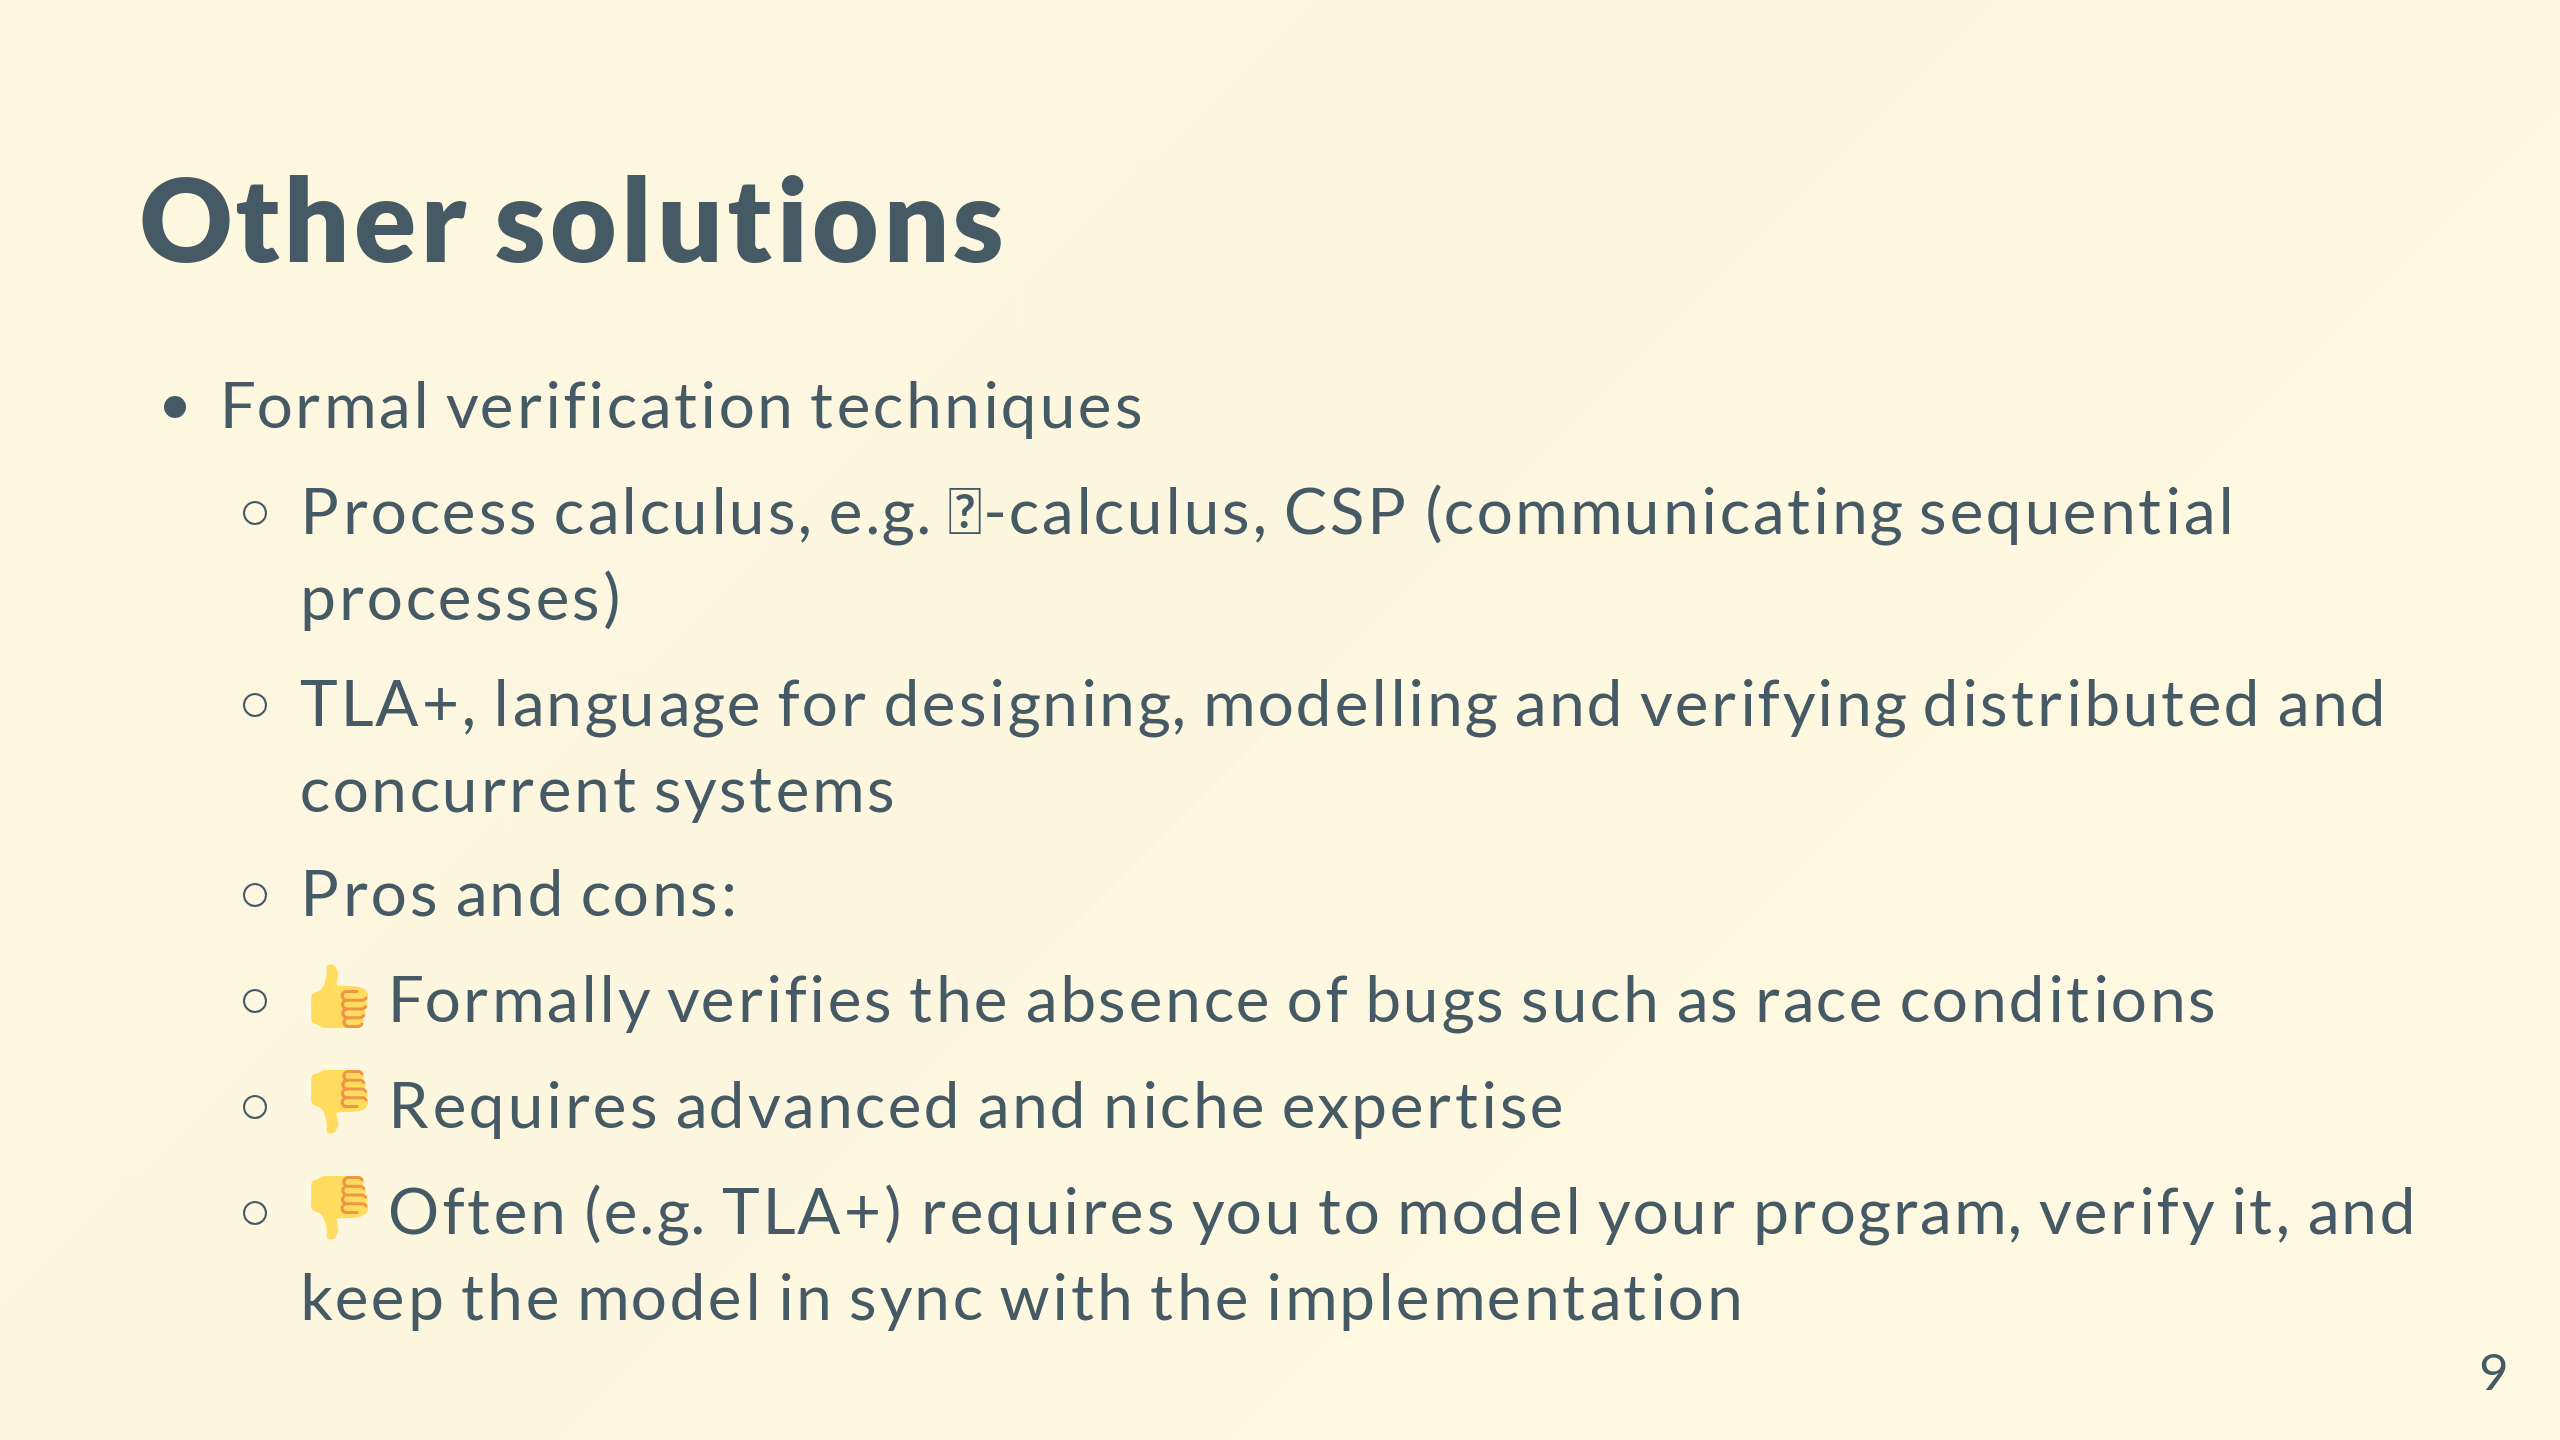 Other solutions
• Formal verification techniques
○ Process calculus, e.g. ⍰-calculus, CSP (communicating sequential
processes)
○ TLA+, language for designing, modelling and verifying distributed and
concurrent systems
○ Pros and cons:
○ 👍 Formally verifies the absence of bugs such as race conditions
○ 👎 Requires advanced and niche expertise
○ 👎 Often (e.g. TLA+) requires you to model your program, verify it, and
keep the model in sync with the implementation
9